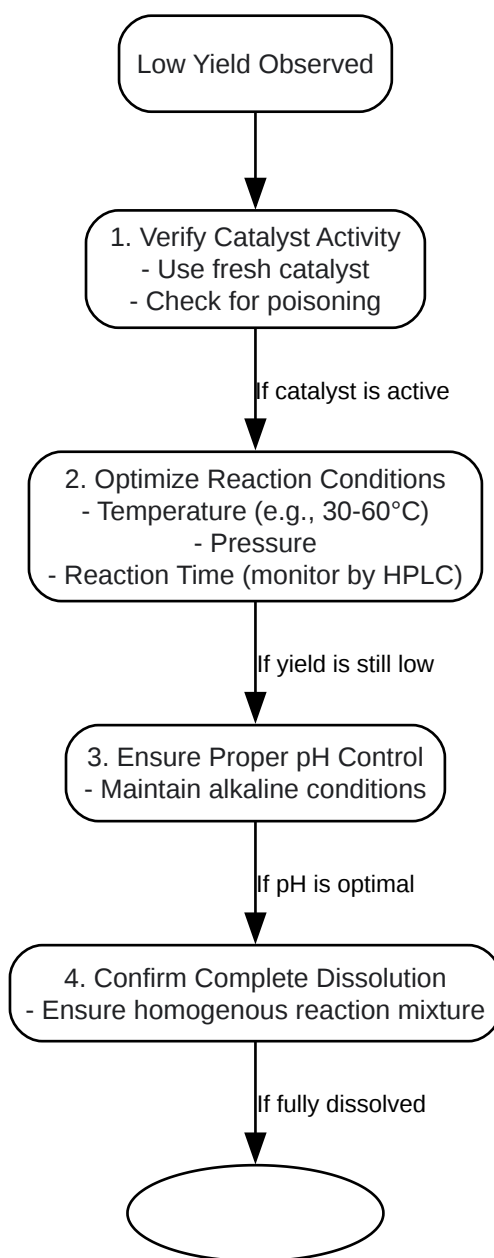 Low Yield Observed
1. Verify Catalyst Activity
- Use fresh catalyst
- Check for poisoning
If catalyst is active
2. Optimize Reaction Conditions
- Temperature (e.g., 30-60°C)
- Pressure
- Reaction Time (monitor by HPLC)
If yield is still low
3. Ensure Proper pH Control
- Maintain alkaline conditions
If pH is optimal
4. Confirm Complete Dissolution
- Ensure homogenous reaction mixture
If fully dissolved